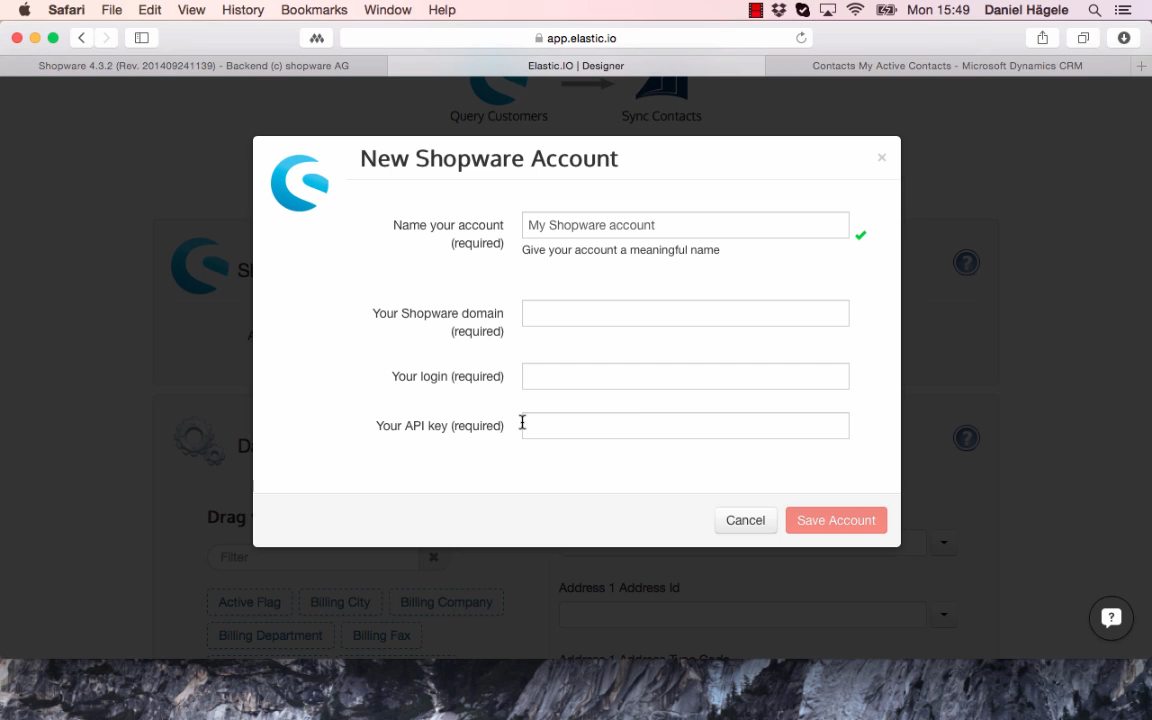 Safari File Edit View History Bookmarks Window Help Mon 15:49 Daniel Hägele
app.elastic.io
Shopware 4.3.2 (Rev. 201409241139) - Backend (c) shopware AG
Elastic.IO | Designer
Contacts My Active Contacts - Microsoft Dynamics CRM
Query Customers
Sync Contacts
New Shopware Account
×
Name your account
(required)
My Shopware account
Give your account a meaningful name
Your Shopware domain
(required)
Your login (required)
Your API key (required)
Cancel
Save Account
Drag
Filter
Active Flag
Billing City
Billing Company
Billing Department
Billing Fax
Address 1 Address Id
?